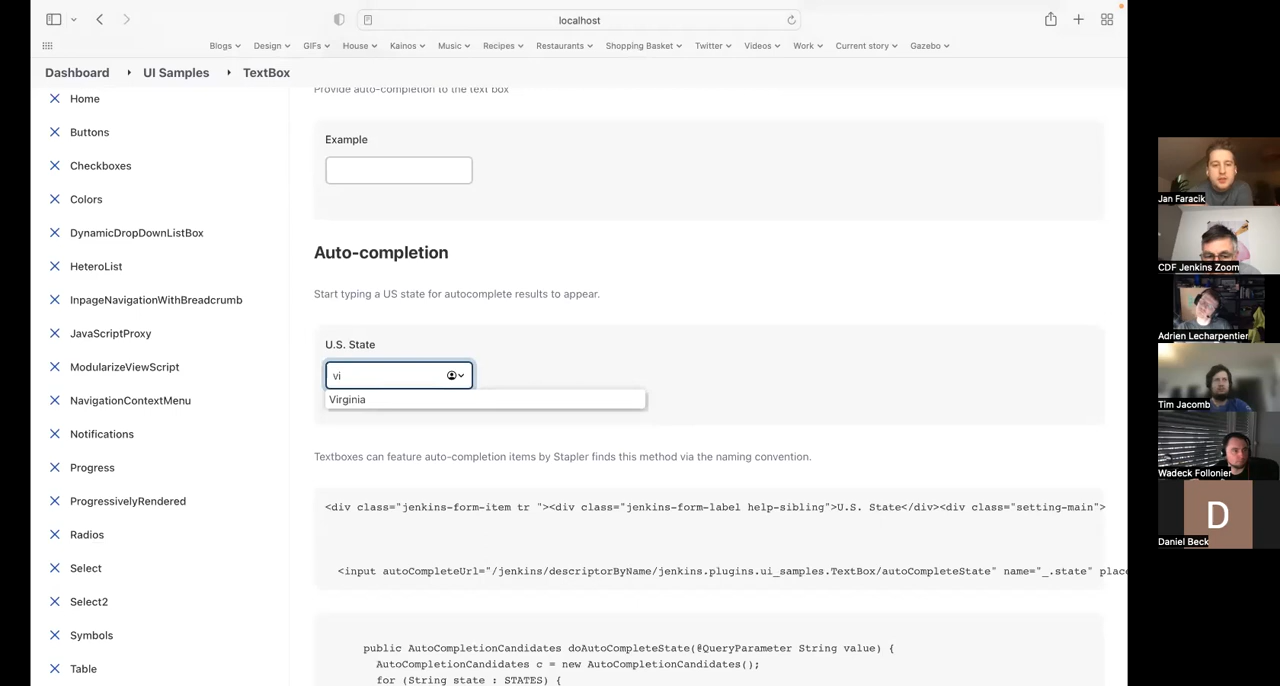 localhost
Blogs Design GIFs House Kainos Music Recipes Restaurants Shopping Basket Twitter Videos Work Current story Gazebo
Dashboard UI Samples TextBox
Home
Buttons
Checkboxes
Colors
DynamicDropDownListBox
HeteroList
InpageNavigationWithBreadcrumb
JavaScriptProxy
ModularizeViewScript
NavigationContextMenu
Notifications
Progress
ProgressivelyRendered
Radios
Select
Select2
Symbols
Table
Provide auto-completion to the text box
Example
Auto-completion
Start typing a US state for autocomplete results to appear.
U.S. State
vi
Virginia
Textboxes can feature auto-completion items by Stapler finds this method via the naming convention.
<div class="jenkins-form-item tr "><div class="jenkins-form-label help-sibling">U.S. State</div><div class="setting-main">
<input autoCompleteUrl="/jenkins/descriptorByName/jenkins.plugins.ui_samples.TextBox/autoCompleteState" name="_.state" place
public AutoCompletionCandidates doAutoCompleteState(@QueryParameter String value) {
AutoCompletionCandidates c = new AutoCompletionCandidates();
for (String state : STATES) {
Jan Faracik
CDF Jenkins Zoom
Adrien Lecharpentier
Tim Jacomb
Wadeck Follonier
D
Daniel Beck